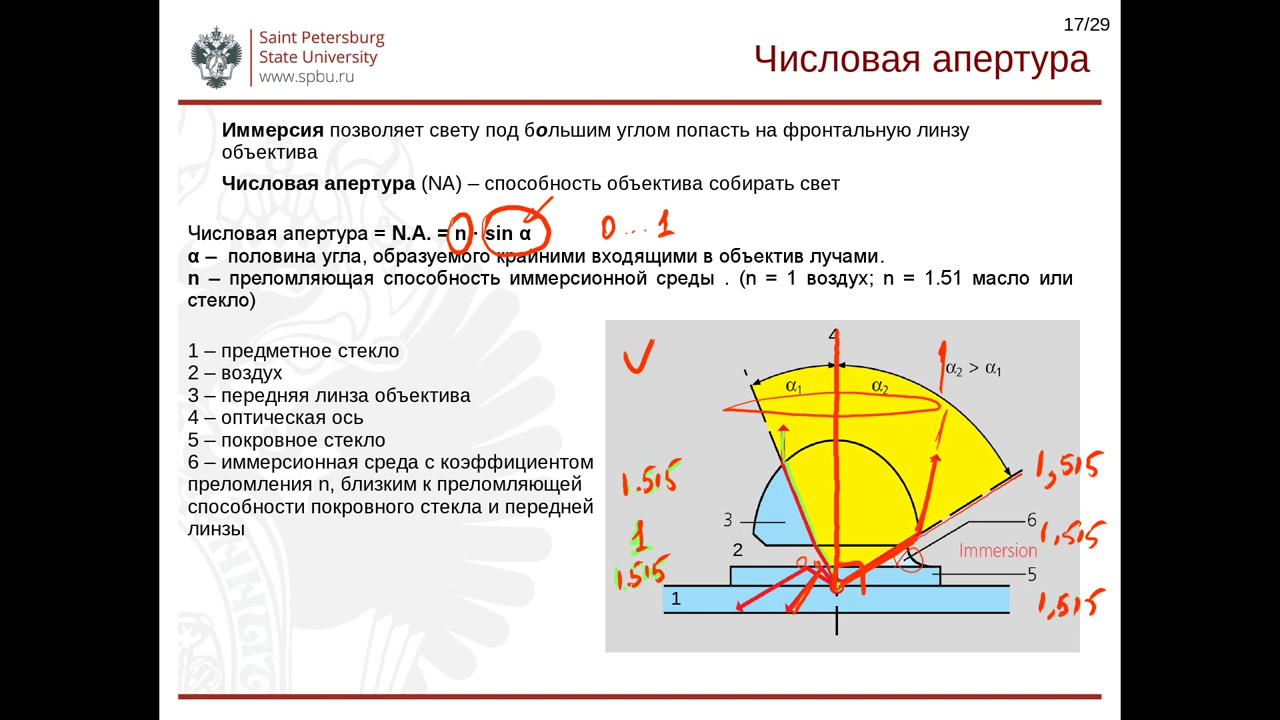 17/29
Saint Petersburg
State University
www.spbu.ru
Числовая апертура
Иммерсия позволяет свету под большим углом попасть на фронтальную линзу
объектива
Числовая апертура (NA) – способность объектива собирать свет
Числовая апертура = N.A. = n · sin α
0...1
α – половина угла, образуемого крайними входящими в объектив лучами.
n – преломляющая способность иммерсионной среды . (n = 1 воздух; n = 1.51 масло или
стекло)
1 – предметное стекло
2 – воздух
3 – передняя линза объектива
4 – оптическая ось
5 – покровное стекло
6 – иммерсионная среда с коэффициентом
преломления n, близким к преломляющей
способности покровного стекла и передней
линзы
4
α₂ > α₁
α₁
α₂
1.515
1,515
3
6
1
1,515
2
Immersion
1.515
5
1
1,515